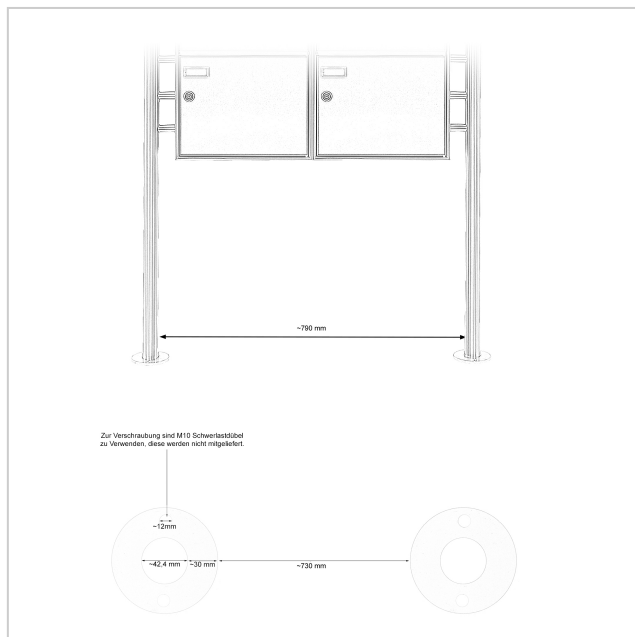 ~790 mm
Zur Verschraubung sind M10 Schwerlastdübel
zu Verwenden, diese werden nicht mitgeliefert.
~12mm
~42,4 mm
~30 mm
~730 mm